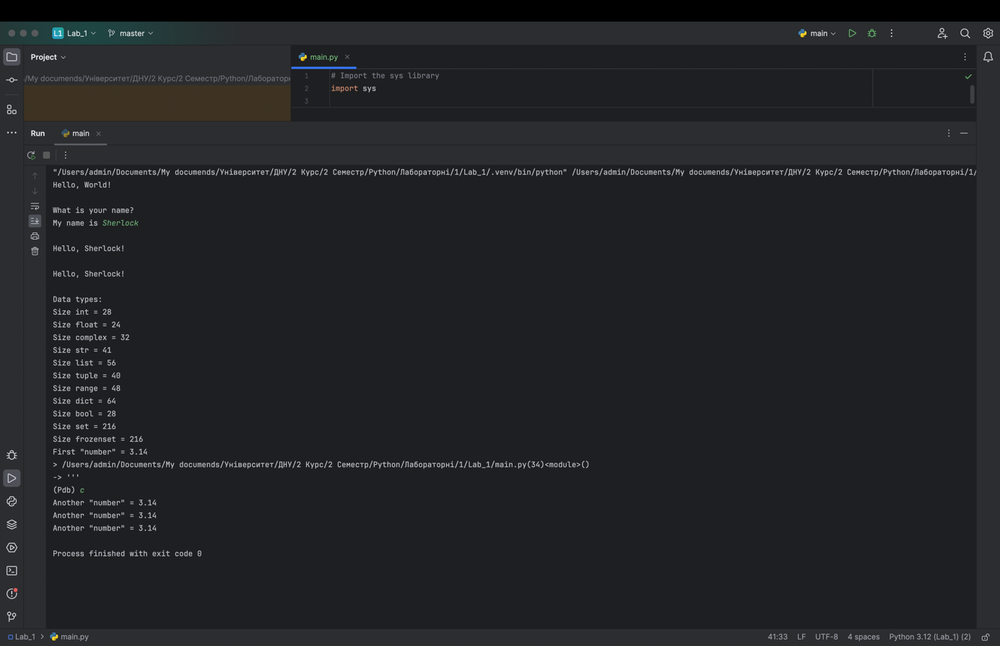 L1 Lab_1 master main
Project main.py
/My documends/Університет/ДНУ/2 Курс/2 Семестр/Python/Лаборатор
1 # Import the sys library
2 import sys
3
Run main
"/Users/admin/Documents/My documends/Університет/ДНУ/2 Курс/2 Семестр/Python/Лабораторні/1/Lab_1/.venv/bin/python" /Users/admin/Documents/My documends/Університет/ДНУ/2 Курс/2 Семестр/Python/Лабораторні/1/
Hello, World!
What is your name?
My name is Sherlock
Hello, Sherlock!
Hello, Sherlock!
Data types:
Size int = 28
Size float = 24
Size complex = 32
Size str = 41
Size list = 56
Size tuple = 40
Size range = 48
Size dict = 64
Size bool = 28
Size set = 216
Size frozenset = 216
First "number" = 3.14
> /Users/admin/Documents/My documends/Університет/ДНУ/2 Курс/2 Семестр/Python/Лабораторні/1/Lab_1/main.py(34)<module>()
-> '''
(Pdb) c
Another "number" = 3.14
Another "number" = 3.14
Another "number" = 3.14
Process finished with exit code 0
Lab_1 > main.py 41:33 LF UTF-8 4 spaces Python 3.12 (Lab_1) (2)